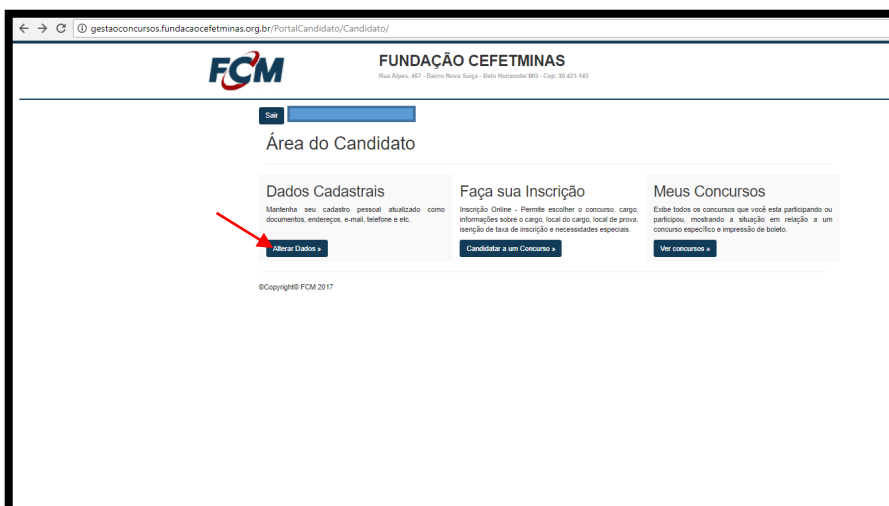 gestaoconcursos.fundacaocefetminas.org.br/PortalCandidato/Candidato/
FCM
FUNDAÇÃO CEFETMINAS
Rua Alpes, 467 - Bairro Nova Suíça - Belo Horizonte/ MG - Cep: 30.421-143
Sair
Área do Candidato
Dados Cadastrais
Mantenha seu cadastro pessoal atualizado como
documentos, endereços, e-mail, telefone e etc.
Alterar Dados »
Faça sua Inscrição
Inscrição Online - Permite escolher o concurso, cargo,
informações sobre o cargo, local do cargo, local de prova,
isenção de taxa de inscrição e necessidades especiais.
Candidatar a um Concurso »
Meus Concursos
Exibe todos os concursos que você esta participando ou
participou, mostrando a situação em relação a um
concurso específico e impressão de boleto.
Ver concursos »
©Copyright® FCM 2017